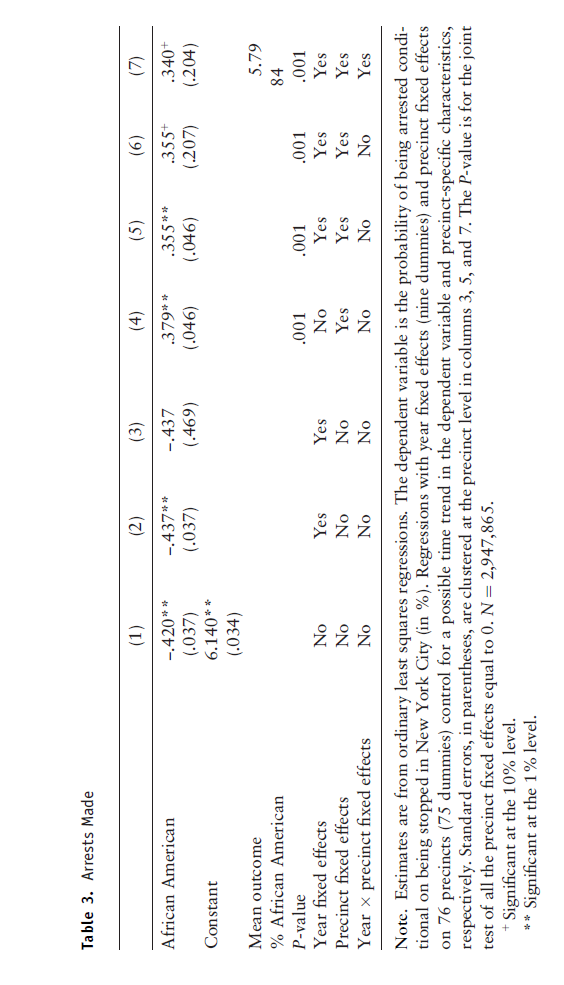 Table 3. Arrests Made
(1) (2) (3) (4) (5) (6) (7)
African American -.420** -.437** -.437 .379** .355** .355+ .340+
(.037) (.037) (.469) (.046) (.046) (.207) (.204)
Constant 6.140**
(.034)
Mean outcome 5.79
% African American 84
P-value .001 .001 .001 .001
Year fixed effects No Yes Yes No Yes Yes Yes
Precinct fixed effects No No No Yes Yes Yes Yes
Year × precinct fixed effects No No No No No No Yes
Note. Estimates are from ordinary least squares regressions. The dependent variable is the probability of being arrested condi-
tional on being stopped in New York City (in %). Regressions with year fixed effects (nine dummies) and precinct fixed effects
on 76 precincts (75 dummies) control for a possible time trend in the dependent variable and precinct-specific characteristics,
respectively. Standard errors, in parentheses, are clustered at the precinct level in columns 3, 5, and 7. The P-value is for the joint
test of all the precinct fixed effects equal to 0. N = 2,947,865.
+ Significant at the 10% level.
** Significant at the 1% level.